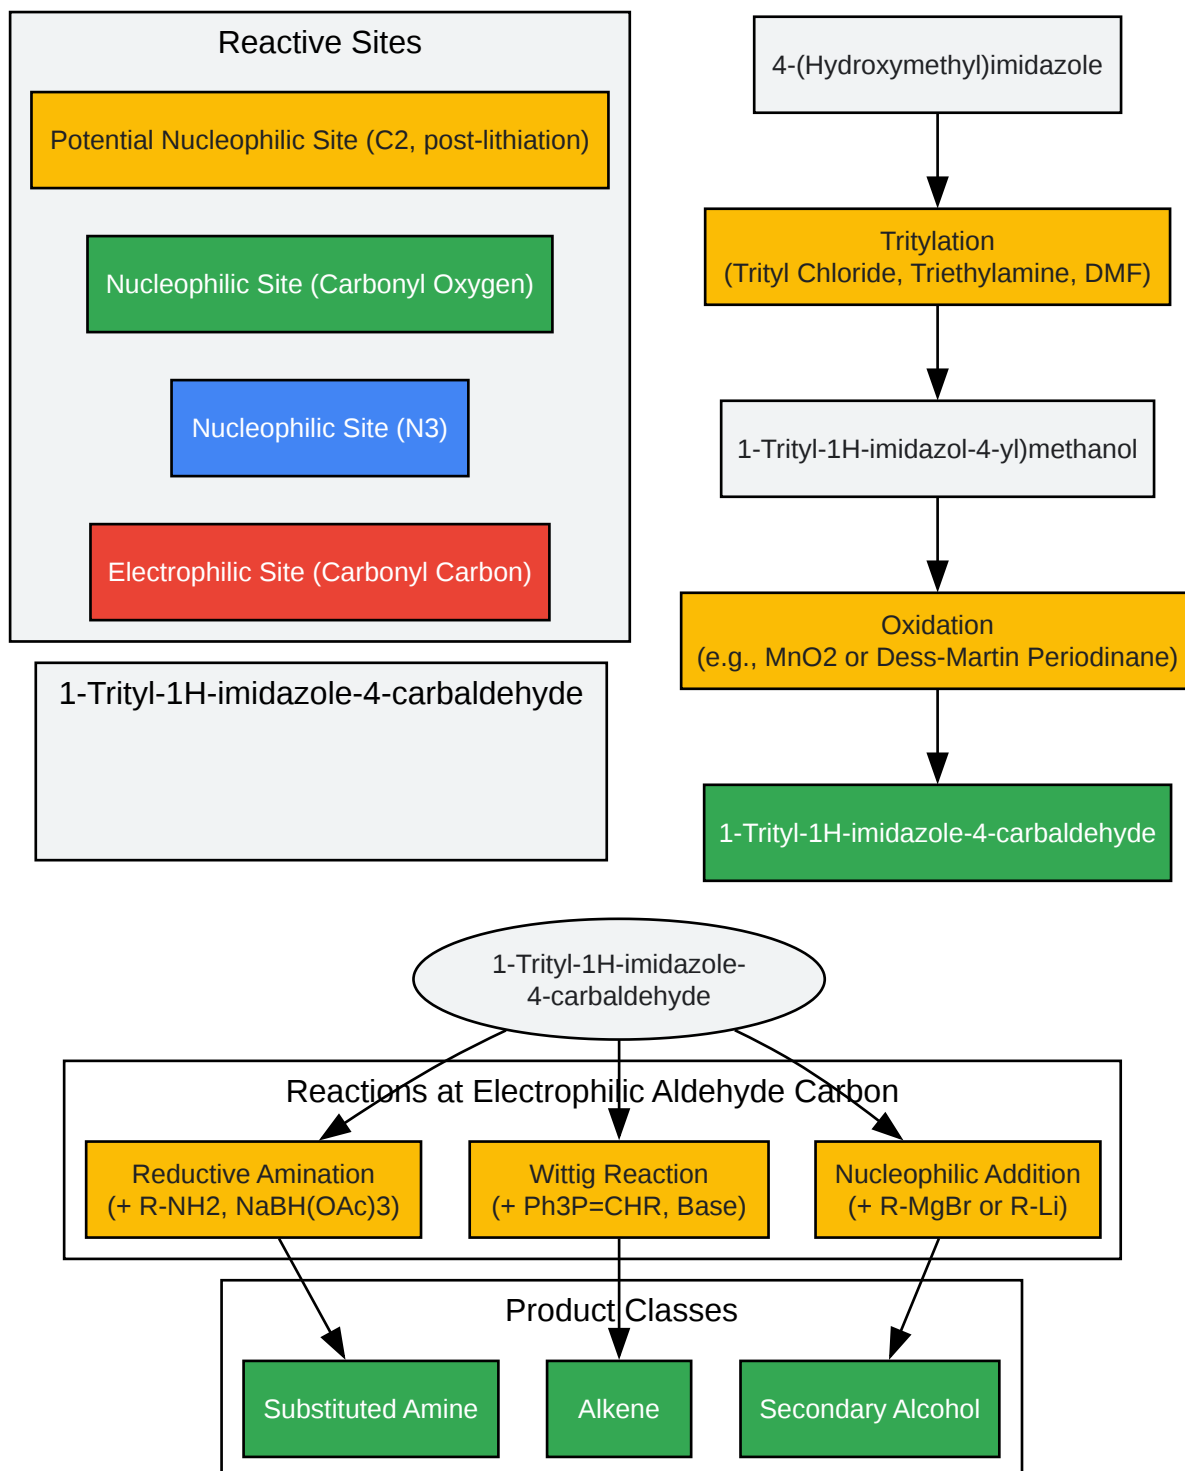 Reactive Sites
Potential Nucleophilic Site (C2, post-lithiation)
Nucleophilic Site (Carbonyl Oxygen)
Nucleophilic Site (N3)
Electrophilic Site (Carbonyl Carbon)
1-Trityl-1H-imidazole-4-carbaldehyde
4-(Hydroxymethyl)imidazole
Tritylation
(Trityl Chloride, Triethylamine, DMF)
1-Trityl-1H-imidazol-4-yl)methanol
Oxidation
(e.g., MnO2 or Dess-Martin Periodinane)
1-Trityl-1H-imidazole-4-carbaldehyde
1-Trityl-1H-imidazole-
4-carbaldehyde
Reactions at Electrophilic Aldehyde Carbon
Reductive Amination
(+ R-NH2, NaBH(OAc)3)
Wittig Reaction
(+ Ph3P=CHR, Base)
Nucleophilic Addition
(+ R-MgBr or R-Li)
Product Classes
Substituted Amine
Alkene
Secondary Alcohol